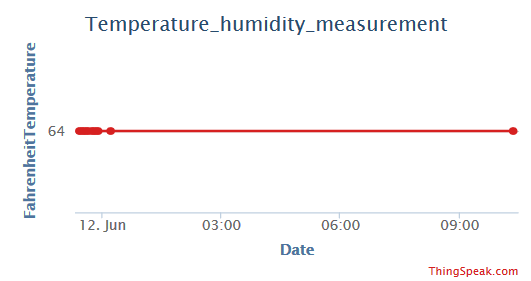 Temperature_humidity_measurement
FahrenheitTemperature
64
12. Jun
03:00
06:00
09:00
Date
ThingSpeak.com